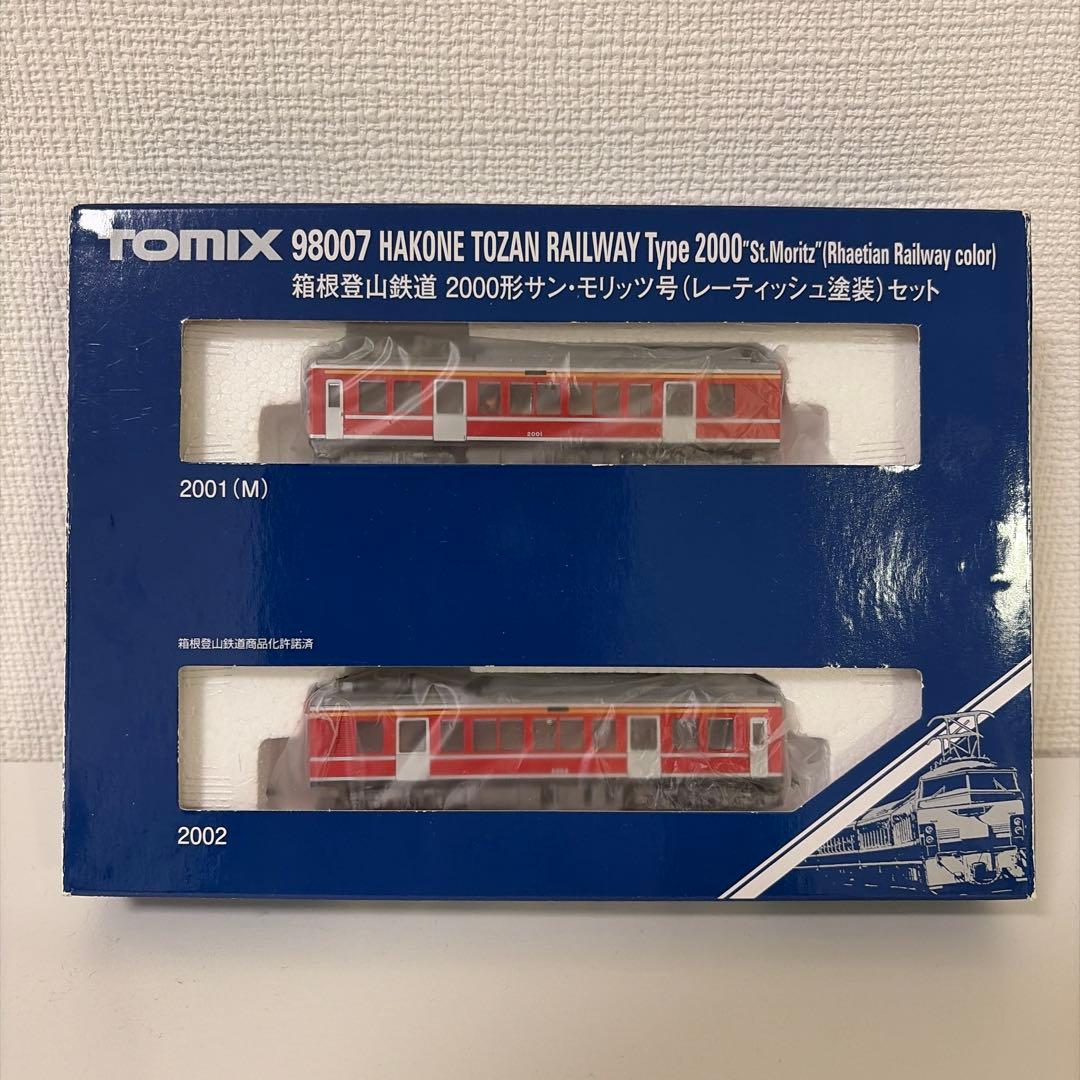 TOMIX 98007 HAKONE TOZAN RAILWAY Type 2000"St.Moritz"(Rhaetian Railway color)
箱根登山鉄道 2000形サン・モリッツ号(レーティッシュ塗装)セット
2001
2001(M)
箱根登山鉄道商品化許諾済
2002